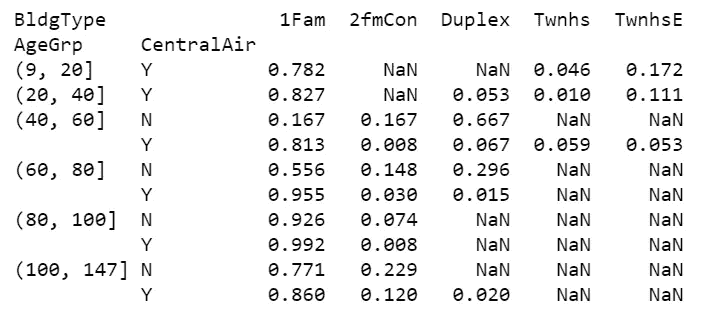 BldgType 1Fam 2fmCon Duplex Twnhs TwnhsE
AgeGrp CentralAir
(9, 20] Y 0.782 NaN NaN 0.046 0.172
(20, 40] Y 0.827 NaN 0.053 0.010 0.111
(40, 60] N 0.167 0.167 0.667 NaN NaN
Y 0.813 0.008 0.067 0.059 0.053
(60, 80] N 0.556 0.148 0.296 NaN NaN
Y 0.955 0.030 0.015 NaN NaN
(80, 100] N 0.926 0.074 NaN NaN NaN
Y 0.992 0.008 NaN NaN NaN
(100, 147] N 0.771 0.229 NaN NaN NaN
Y 0.860 0.120 0.020 NaN NaN